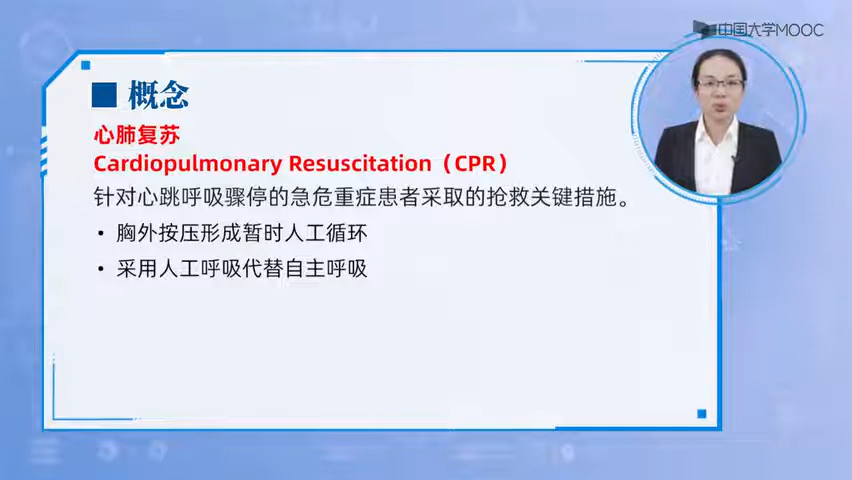 中国大学MOOC
概念
心肺复苏
Cardiopulmonary Resuscitation（CPR）
针对心跳呼吸骤停的急危重症患者采取的抢救关键措施。
• 胸外按压形成暂时人工循环
• 采用人工呼吸代替自主呼吸